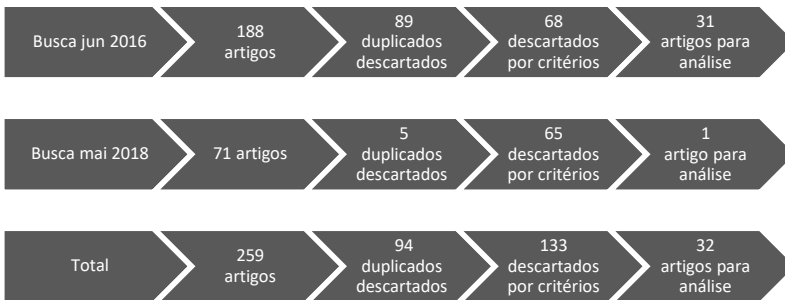 Busca jun 2016
188
artigos
89
duplicados
descartados
68
descartados
por critérios
31
artigos para
análise
Busca mai 2018
71 artigos
5
duplicados
descartados
65
descartados
por critérios
1
artigo para
análise
Total
259
artigos
94
duplicados
descartados
133
descartados
por critérios
32
artigos para
análise